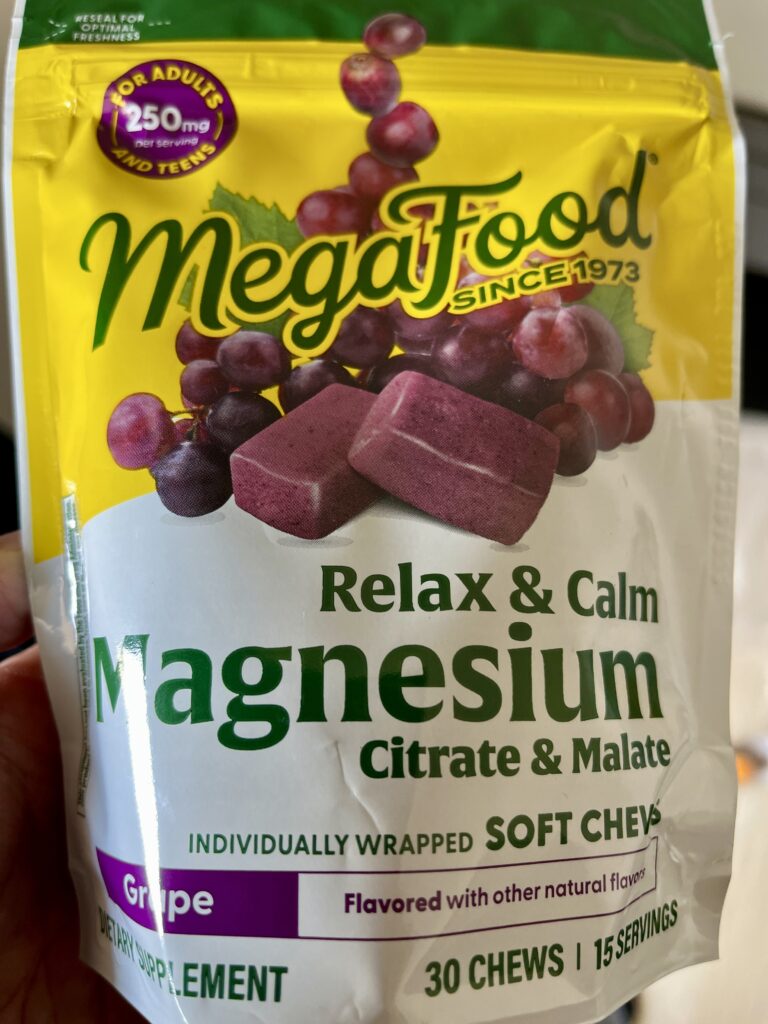 RESEAL FOR
OPTIMAL
FRESHNESS
FOR ADULTS
250mg
per serving
AND TEENS
MegaFood
SINCE 1973
Relax & Calm
Magnesium
Citrate & Malate
INDIVIDUALLY WRAPPED SOFT CHEWS
Grape
Flavored with other natural flavors
DIETARY SUPPLEMENT
30 CHEWS | 15 SERVINGS